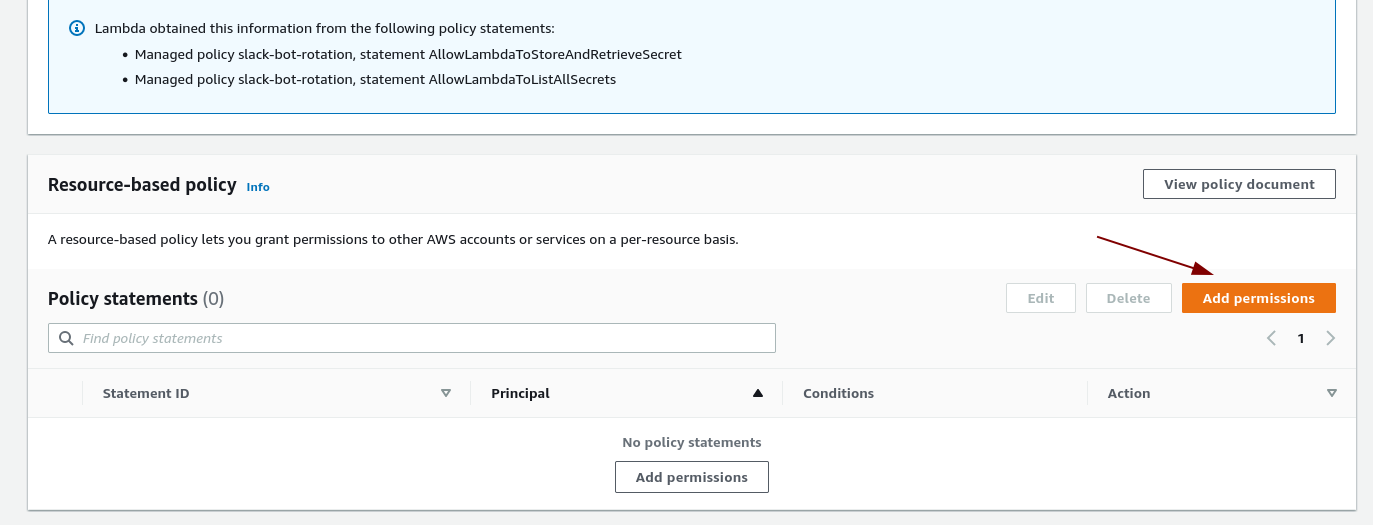 Lambda obtained this information from the following policy statements:
• Managed policy slack-bot-rotation, statement AllowLambdaToStoreAndRetrieveSecret
• Managed policy slack-bot-rotation, statement AllowLambdaToListAllSecrets
Resource-based policy Info View policy document
A resource-based policy lets you grant permissions to other AWS accounts or services on a per-resource basis.
Policy statements (0) Edit Delete Add permissions
Find policy statements 1
Statement ID Principal Conditions Action
No policy statements
Add permissions